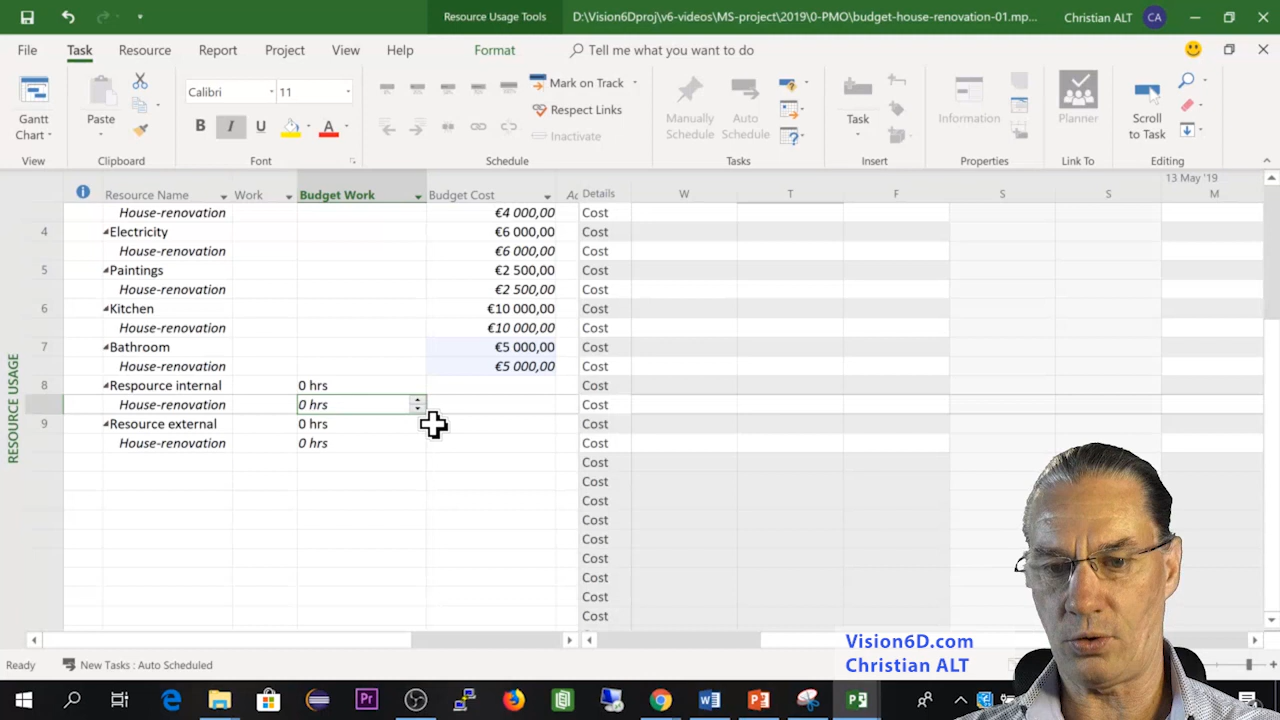 Resource Usage Tools
D:\Vision6Dproj\v6-videos\MS-project\2019\0-PMO\budget-house-renovation-01.mp...
Christian ALT
CA
File Task Resource Report Project View Help Format Tell me what you want to do
Gantt Chart
View
Paste
Clipboard
Calibri 11
B I U A
Font
Mark on Track
Respect Links
Inactivate
Schedule
Manually Schedule
Auto Schedule
Tasks
Task
Insert
Information
Properties
Planner
Link To
Scroll to Task
Editing
13 May '19
Resource Name Work Budget Work Budget Cost Details W T F S S M
House-renovation €4 000,00 Cost
4 Electricity €6 000,00 Cost
House-renovation €6 000,00 Cost
5 Paintings €2 500,00 Cost
House-renovation €2 500,00 Cost
6 Kitchen €10 000,00 Cost
House-renovation €10 000,00 Cost
7 Bathroom €5 000,00 Cost
House-renovation €5 000,00 Cost
8 Respource internal 0 hrs Cost
House-renovation 0 hrs Cost
9 Resource external 0 hrs Cost
House-renovation 0 hrs Cost
Cost
Cost
Cost
Cost
Cost
Cost
Cost
Cost
Cost
RESOURCE USAGE
Vision6D.com
Christian ALT
Ready New Tasks : Auto Scheduled